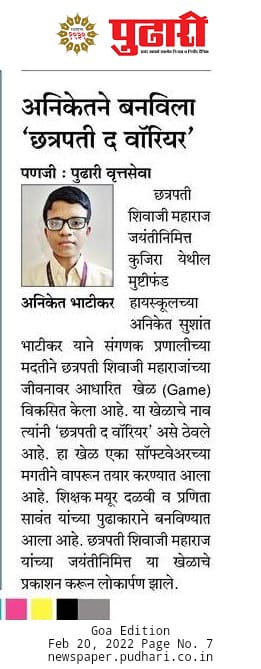 पुढारी
अनिकेतने बनविला
‘छत्रपती द वॉरियर’
पणजी : पुढारी वृत्तसेवा
छत्रपती
शिवाजी महाराज
जयंतीनिमित्त
कुजिरा येथील
मुष्टीफंड
अनिकेत भाटीकर
हायस्कूलच्या
अनिकेत सुशांत
भाटीकर याने संगणक प्रणालीच्या
मदतीने छत्रपती शिवाजी महाराजांच्या
जीवनावर आधारित खेळ (Game)
विकसित केला आहे. या खेळाचे नाव
त्यांनी ‘छत्रपती द वॉरियर’ असे ठेवले
आहे. हा खेळ एका सॉफ्टवेअरच्या
मगतीने वापरून तयार करण्यात आला
आहे. शिक्षक मयूर दळवी व प्रणिता
सावंत यांच्या पुढाकाराने बनविण्यात
आला आहे. छत्रपती शिवाजी महाराज
यांच्या जयंतीनिमित्त या खेळाचे
प्रकाशन करून लोकार्पण झाले.
Goa Edition
Feb 20, 2022 Page No. 7
newspaper.pudhari.co.in